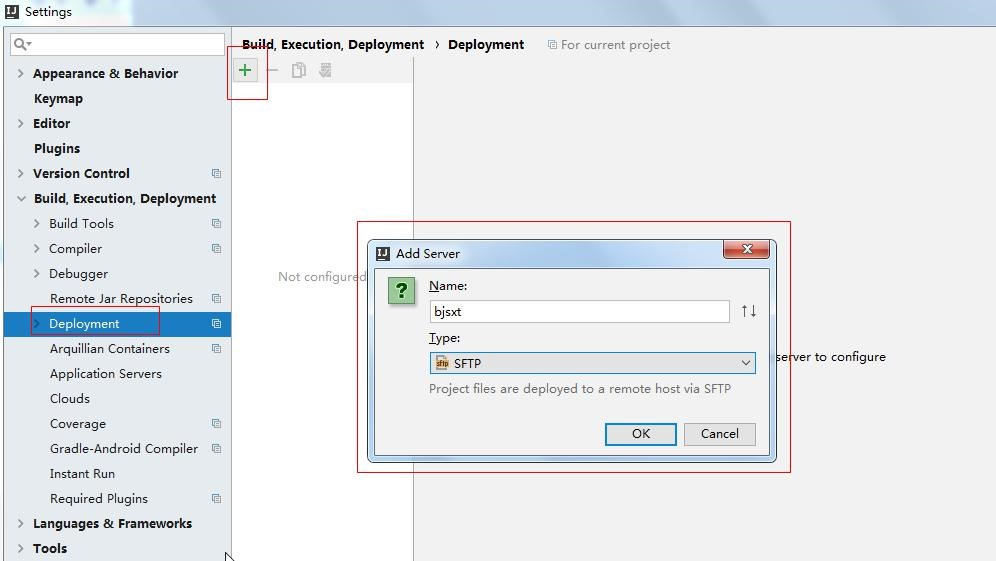 Settings
Build, Execution, Deployment › Deployment For current project
Appearance & Behavior
Keymap
Editor
Plugins
Version Control
Build, Execution, Deployment
Build Tools
Compiler
Debugger
Remote Jar Repositories
Deployment
Arquillian Containers
Application Servers
Clouds
Coverage
Gradle-Android Compiler
Instant Run
Required Plugins
Languages & Frameworks
Tools
Not configured
server to configure
Add Server
Name:
bjsxt
Type:
SFTP
Project files are deployed to a remote host via SFTP
OK Cancel